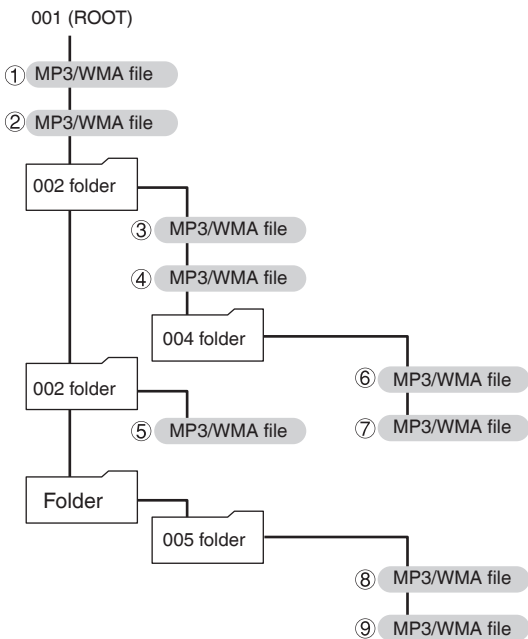 001 (ROOT)
① MP3/WMA file
② MP3/WMA file
002 folder
③ MP3/WMA file
④ MP3/WMA file
004 folder
⑥ MP3/WMA file
002 folder
⑤ MP3/WMA file
⑦ MP3/WMA file
Folder
005 folder
⑧ MP3/WMA file
⑨ MP3/WMA file